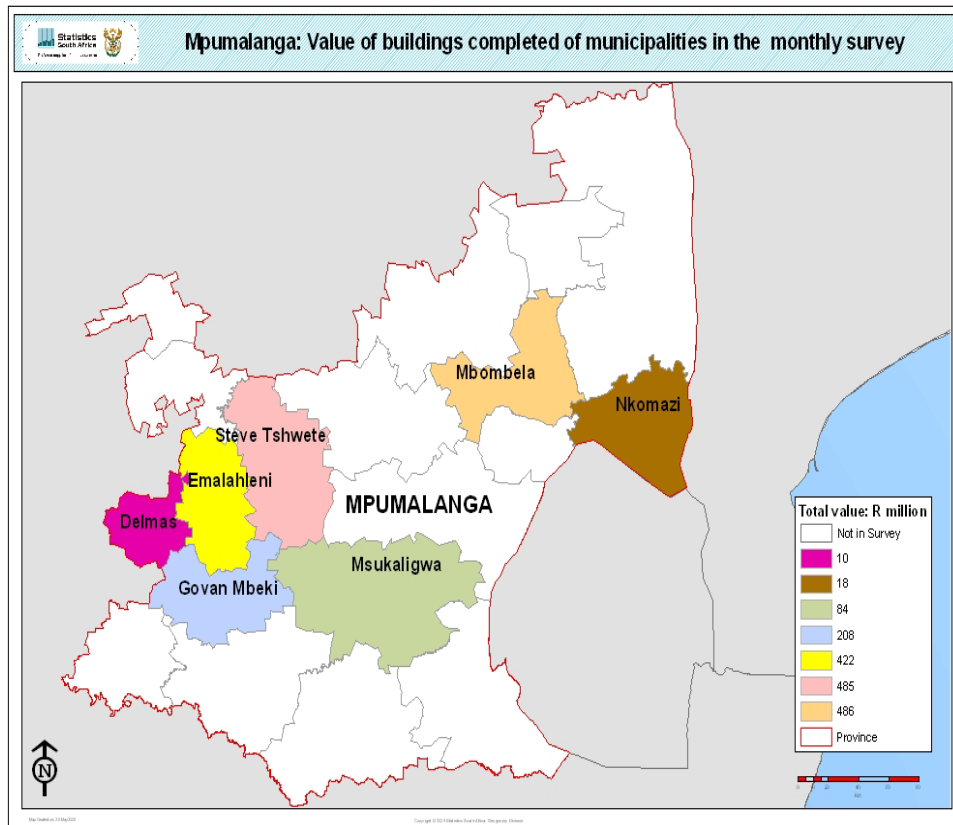 Statistics
South Africa
Mpumalanga: Value of buildings completed of municipalities in the monthly survey
Mbombela
Nkomazi
Steve Tshwete
Emalahleni
MPUMALANGA
Delmas
Msukaligwa
Govan Mbeki
Total value: R million
Not in Survey
10
18
84
208
422
485
486
Province
N